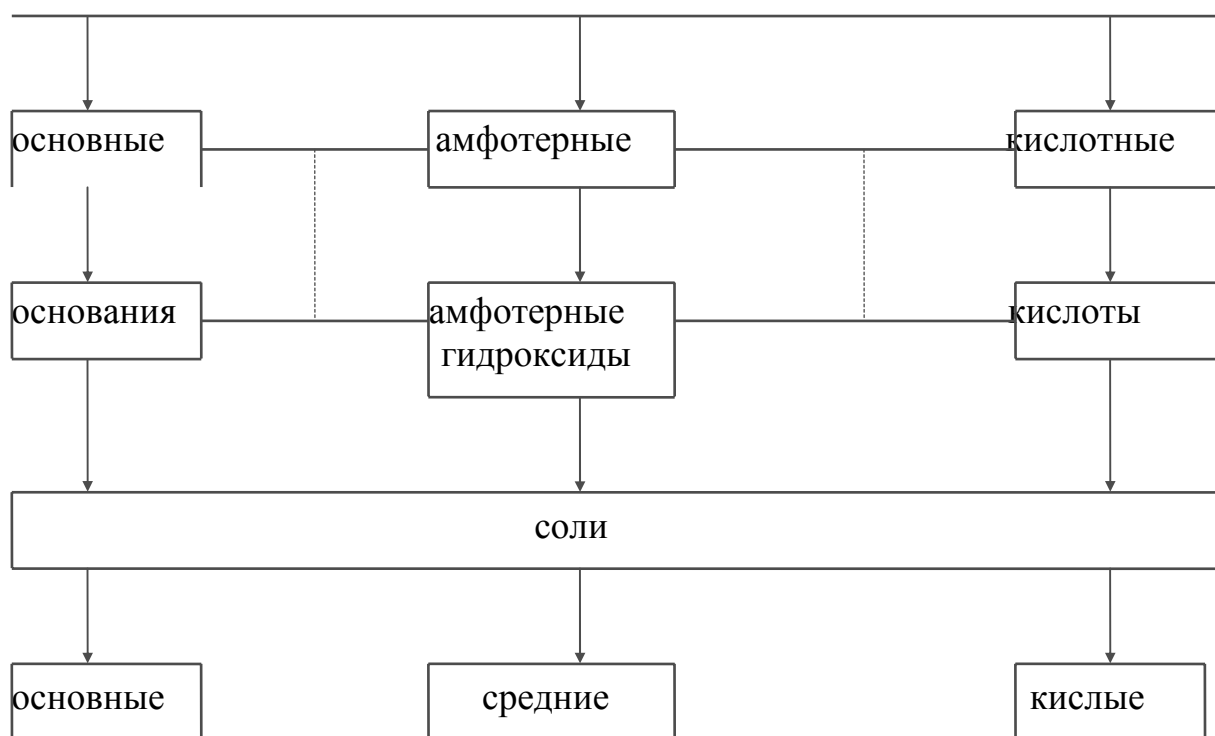 основные амфотерные кислотные
основания амфотерные кислоты
гидроксиды
соли
основные средние кислые